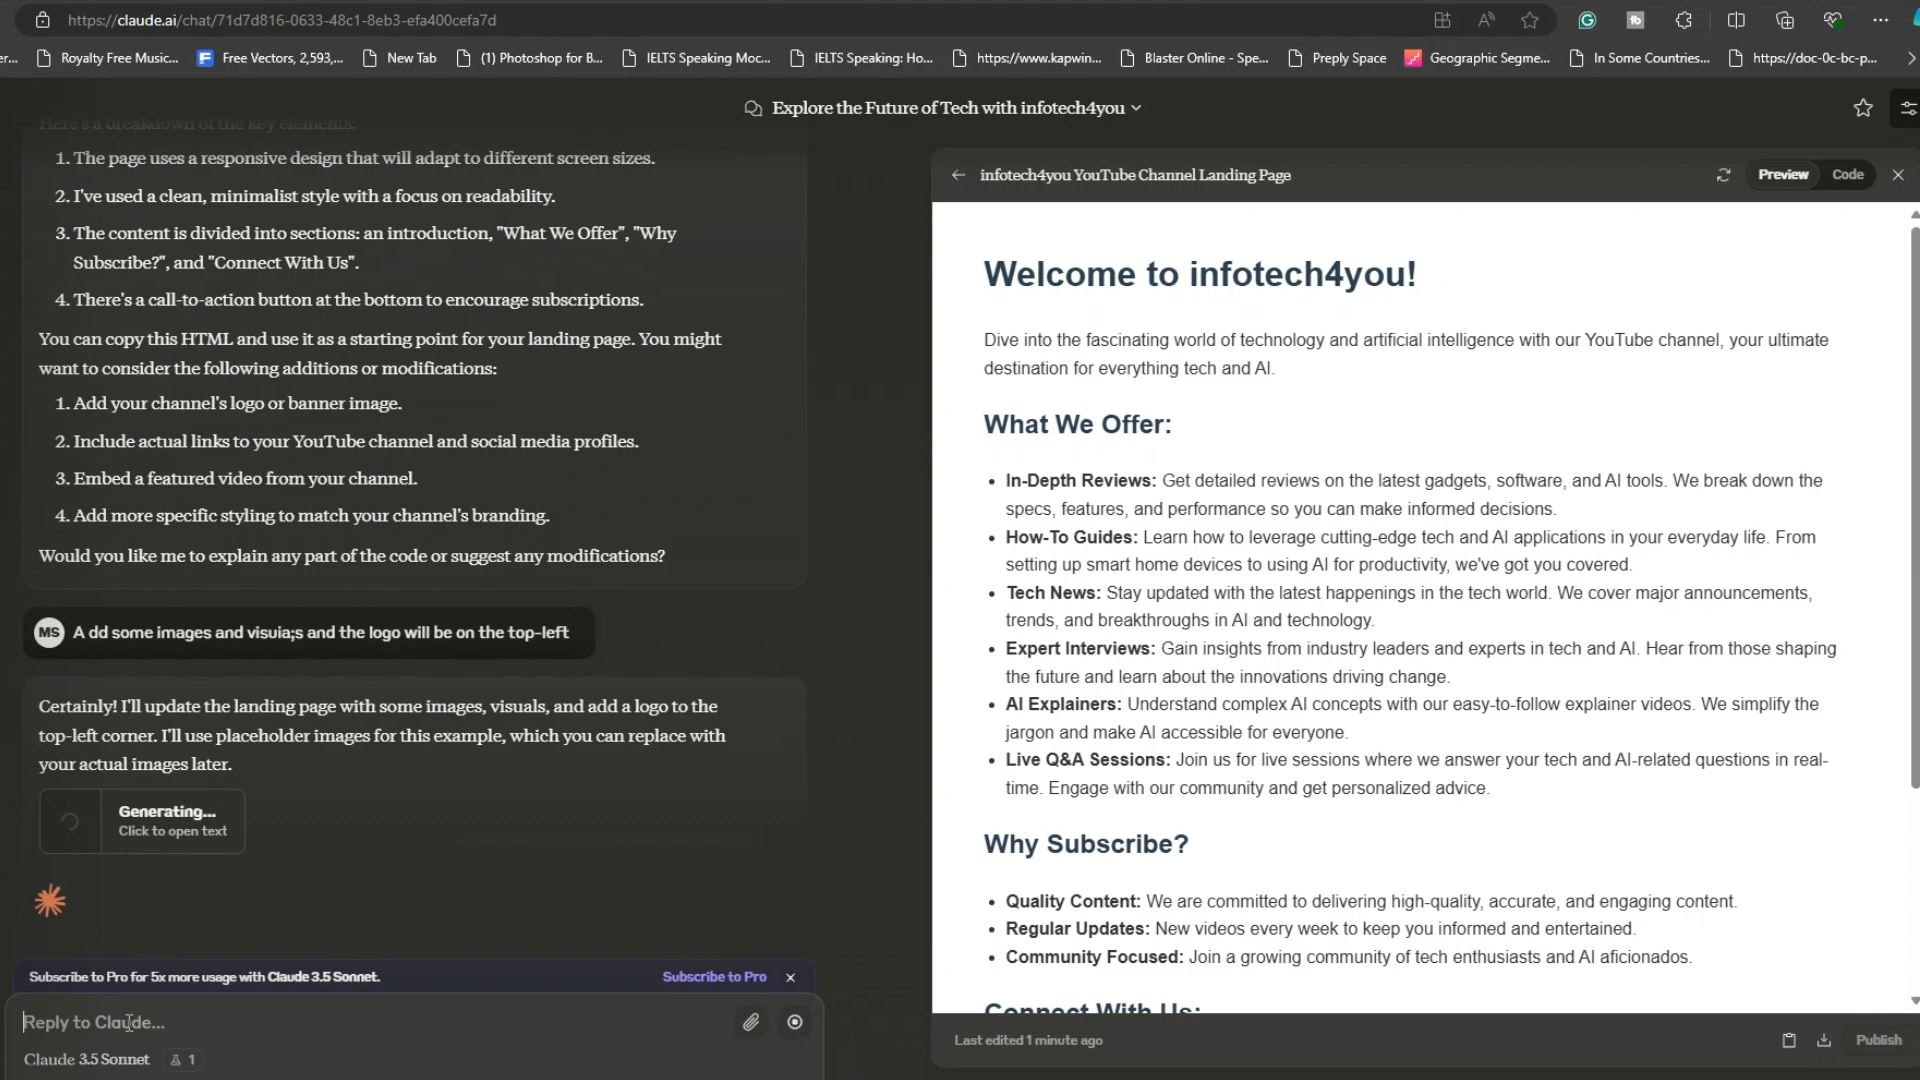 https://claude.ai/chat/71d7d816-0633-48c1-8eb3-efa400cefa7d
er... Royalty Free Music... Free Vectors, 2,593,... New Tab (1) Photoshop for B... IELTS Speaking Moc... IELTS Speaking: Ho... https://www.kapwin... Blaster Online - Spe... Preply Space Geographic Segme... In Some Countries... https://doc-0c-bc-p...
Explore the Future of Tech with infotech4you
Here's a breakdown of the key elements:
1. The page uses a responsive design that will adapt to different screen sizes.
2. I've used a clean, minimalist style with a focus on readability.
3. The content is divided into sections: an introduction, "What We Offer", "Why
Subscribe?", and "Connect With Us".
4. There's a call-to-action button at the bottom to encourage subscriptions.
You can copy this HTML and use it as a starting point for your landing page. You might
want to consider the following additions or modifications:
1. Add your channel's logo or banner image.
2. Include actual links to your YouTube channel and social media profiles.
3. Embed a featured video from your channel.
4. Add more specific styling to match your channel's branding.
Would you like me to explain any part of the code or suggest any modifications?
MS A dd some images and visuia;s and the logo will be on the top-left
Certainly! I'll update the landing page with some images, visuals, and add a logo to the
top-left corner. I'll use placeholder images for this example, which you can replace with
your actual images later.
Generating...
Click to open text
Subscribe to Pro for 5x more usage with Claude 3.5 Sonnet. Subscribe to Pro
Reply to Claude...
Claude 3.5 Sonnet 1
infotech4you YouTube Channel Landing Page Preview Code
Welcome to infotech4you!
Dive into the fascinating world of technology and artificial intelligence with our YouTube channel, your ultimate
destination for everything tech and AI.
What We Offer:
• In-Depth Reviews: Get detailed reviews on the latest gadgets, software, and AI tools. We break down the
specs, features, and performance so you can make informed decisions.
• How-To Guides: Learn how to leverage cutting-edge tech and AI applications in your everyday life. From
setting up smart home devices to using AI for productivity, we've got you covered.
• Tech News: Stay updated with the latest happenings in the tech world. We cover major announcements,
trends, and breakthroughs in AI and technology.
• Expert Interviews: Gain insights from industry leaders and experts in tech and AI. Hear from those shaping
the future and learn about the innovations driving change.
• AI Explainers: Understand complex AI concepts with our easy-to-follow explainer videos. We simplify the
jargon and make AI accessible for everyone.
• Live Q&A Sessions: Join us for live sessions where we answer your tech and AI-related questions in real-
time. Engage with our community and get personalized advice.
Why Subscribe?
• Quality Content: We are committed to delivering high-quality, accurate, and engaging content.
• Regular Updates: New videos every week to keep you informed and entertained.
• Community Focused: Join a growing community of tech enthusiasts and AI aficionados.
Connect With Us:
Last edited 1 minute ago Publish